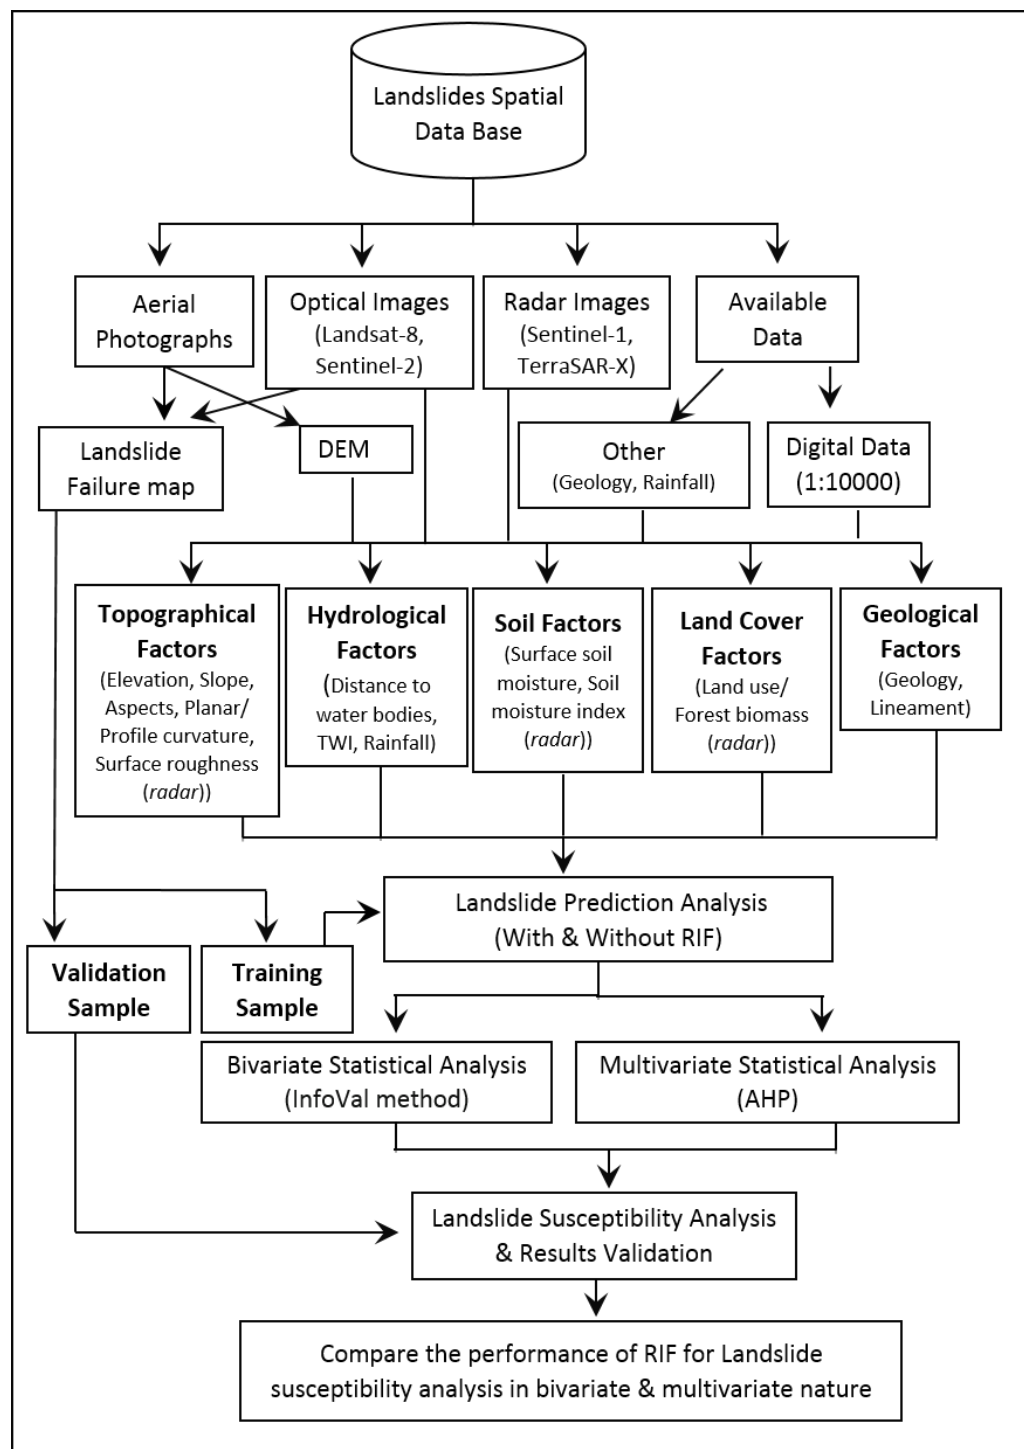 Landslides Spatial
Data Base
Aerial
Photographs
Optical Images
(Landsat-8,
Sentinel-2)
Radar Images
(Sentinel-1,
TerraSAR-X)
Available
Data
Landslide
Failure map
DEM
Other
(Geology, Rainfall)
Digital Data
(1:10000)
Topographical
Factors
(Elevation, Slope,
Aspects, Planar/
Profile curvature,
Surface roughness
(radar))
Hydrological
Factors
(Distance to
water bodies,
TWI, Rainfall)
Soil Factors
(Surface soil
moisture, Soil
moisture index
(radar))
Land Cover
Factors
(Land use/
Forest biomass
(radar))
Geological
Factors
(Geology,
Lineament)
Landslide Prediction Analysis
(With & Without RIF)
Validation
Sample
Training
Sample
Bivariate Statistical Analysis
(InfoVal method)
Multivariate Statistical Analysis
(AHP)
Landslide Susceptibility Analysis
& Results Validation
Compare the performance of RIF for Landslide
susceptibility analysis in bivariate & multivariate nature